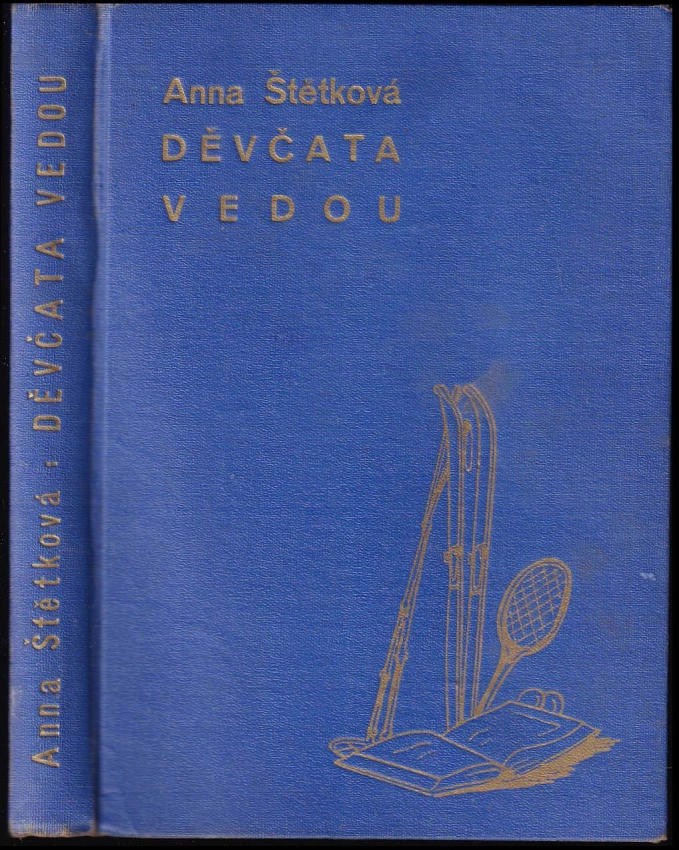 Anna Štětková
DĚVČATA
VEDOU
Anna Štětková : DĚVČATA VEDOU